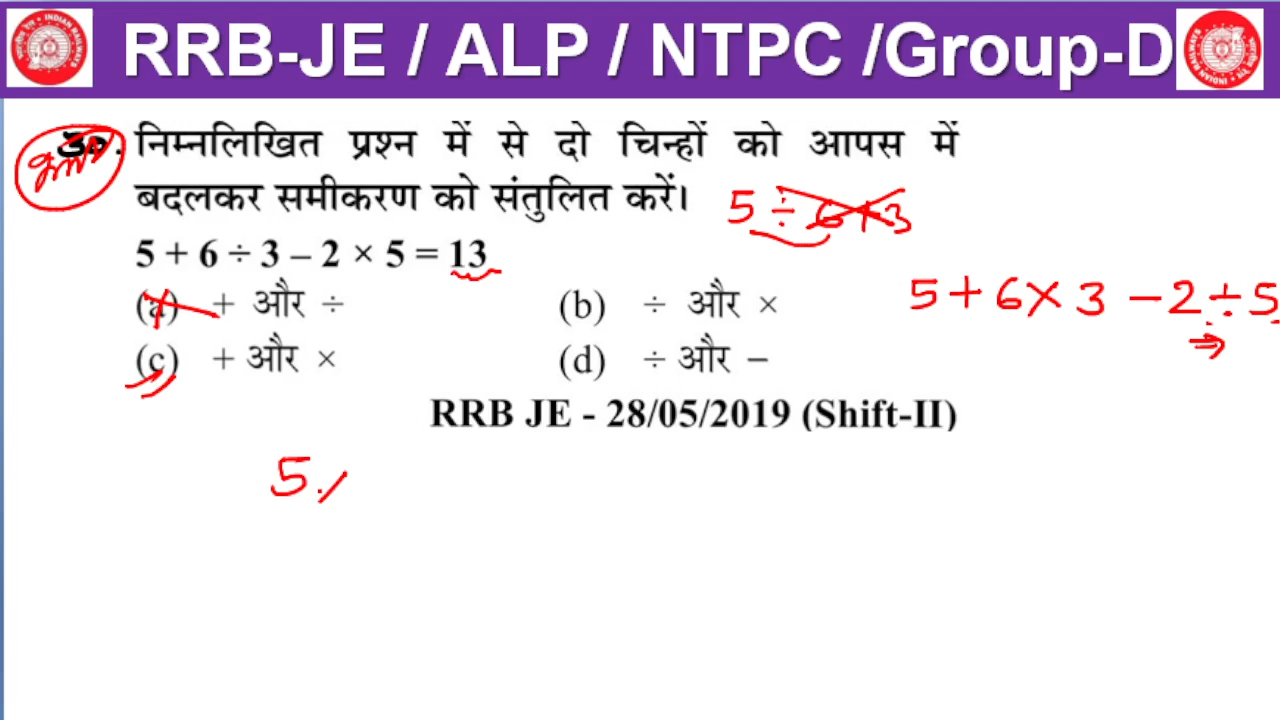 RRB-JE / ALP / NTPC /Group-D
निम्नलिखित प्रश्न में से दो चिन्हों को आपस में
बदलकर समीकरण को संतुलित करें।
5 ÷ 6 + 3
5 + 6 ÷ 3 – 2 × 5 = 13
5 + 6 × 3 – 2 ÷ 5
(a) + और ÷ (b) ÷ और ×
(c) + और × (d) ÷ और –
RRB JE - 28/05/2019 (Shift-II)
5